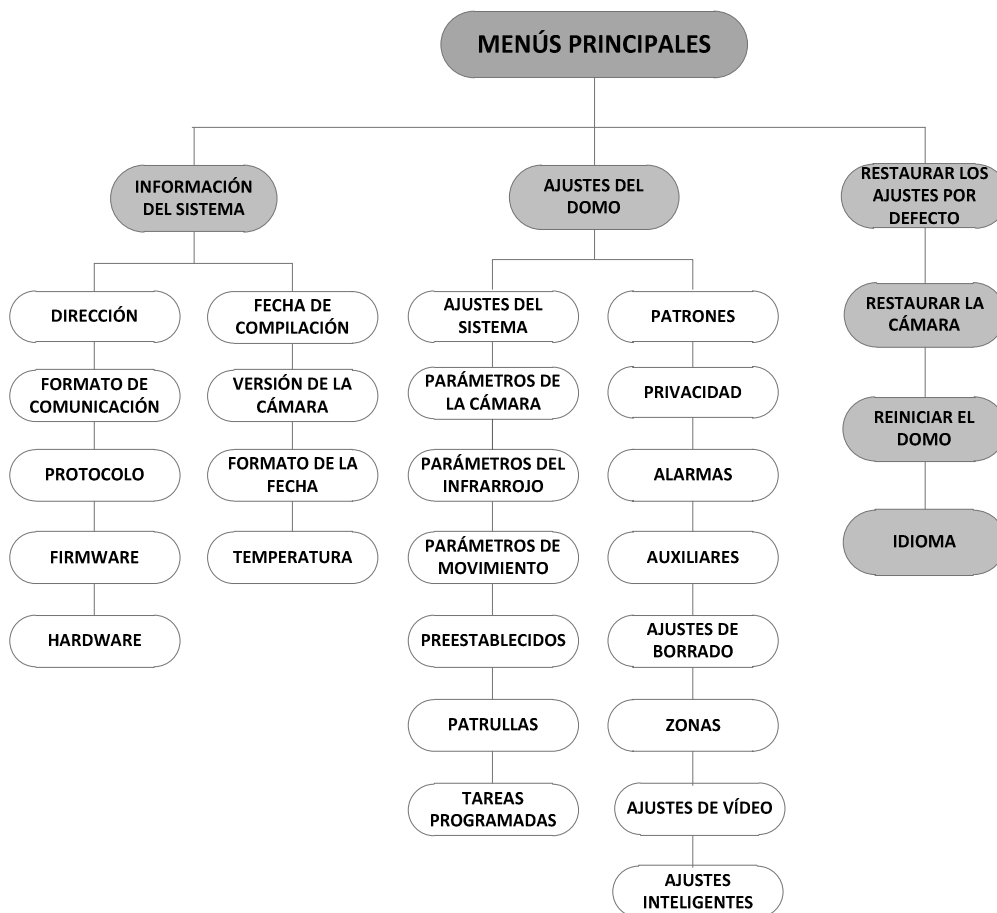 MENÚS PRINCIPALES
INFORMACIÓN
DEL SISTEMA
AJUSTES DEL
DOMO
RESTAURAR LOS
AJUSTES POR
DEFECTO
DIRECCIÓN
FORMATO DE
COMUNICACIÓN
PROTOCOLO
FIRMWARE
HARDWARE
FECHA DE
COMPILACIÓN
VERSIÓN DE LA
CÁMARA
FORMATO DE LA
FECHA
TEMPERATURA
AJUSTES DEL
SISTEMA
PARÁMETROS DE
LA CÁMARA
PARÁMETROS DEL
INFRARROJO
PARÁMETROS DE
MOVIMIENTO
PREESTABLECIDOS
PATRULLAS
TAREAS
PROGRAMADAS
PATRONES
PRIVACIDAD
ALARMAS
AUXILIARES
AJUSTES DE
BORRADO
ZONAS
AJUSTES DE VÍDEO
AJUSTES
INTELIGENTES
RESTAURAR LA
CÁMARA
REINICIAR EL
DOMO
IDIOMA